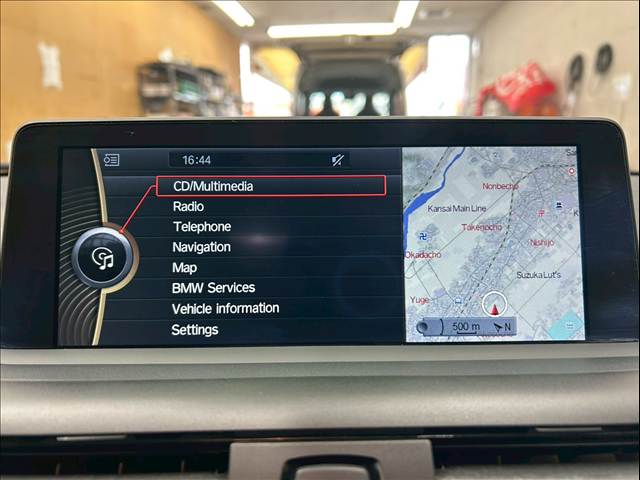 16:44
CD/Multimedia
Radio
Telephone
Navigation
Map
BMW Services
Vehicle information
Settings
Nonbecho
Kansai Main Line
Takenocho
Nishijo
Okadacho
Suzuka Lut's
Yuge
500 m
N